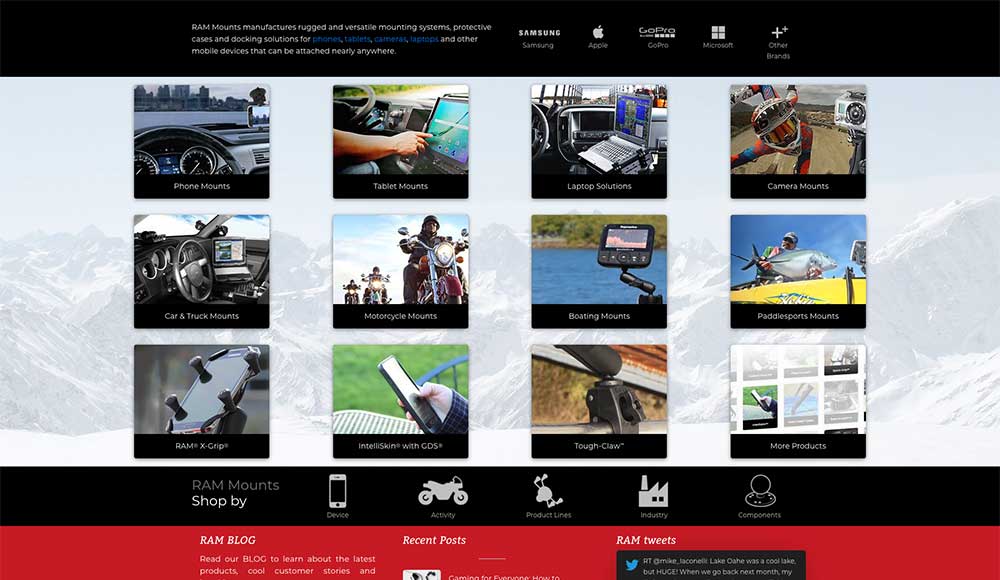 RAM Mounts manufactures rugged and versatile mounting systems, protective
cases and docking solutions for phones, tablets, cameras, laptops and other
mobile devices that can be attached nearly anywhere.
SAMSUNG
GoPro
Samsung
Apple
GoPro
Microsoft
Other
Brands
Phone Mounts
Tablet Mounts
Laptop Solutions
Camera Mounts
Car & Truck Mounts
Motorcycle Mounts
Boating Mounts
Paddlesports Mounts
RAM® X-Grip®
IntelliSkin® with GDS®
Tough-Claw™
More Products
RAM Mounts
Shop by
Device
Activity
Product Lines
Industry
Components
RAM BLOG
Recent Posts
RAM tweets
Read our BLOG to learn about the latest
products, cool customer stories and
Gaming for Everyone: How to
RT @mike_Iaconelli: Lake Oahe was a cool lake,
but HUGE! When we go back next month, my